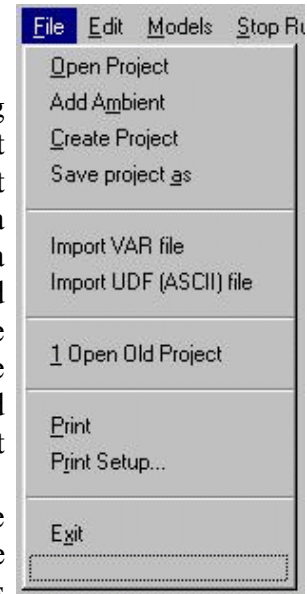 File Edit Models Stop
Open Project
Add Ambient
Create Project
Save project as
Import VAR file
Import UDF (ASCII) file
1 Open Old Project
Print
Print Setup...
Exit